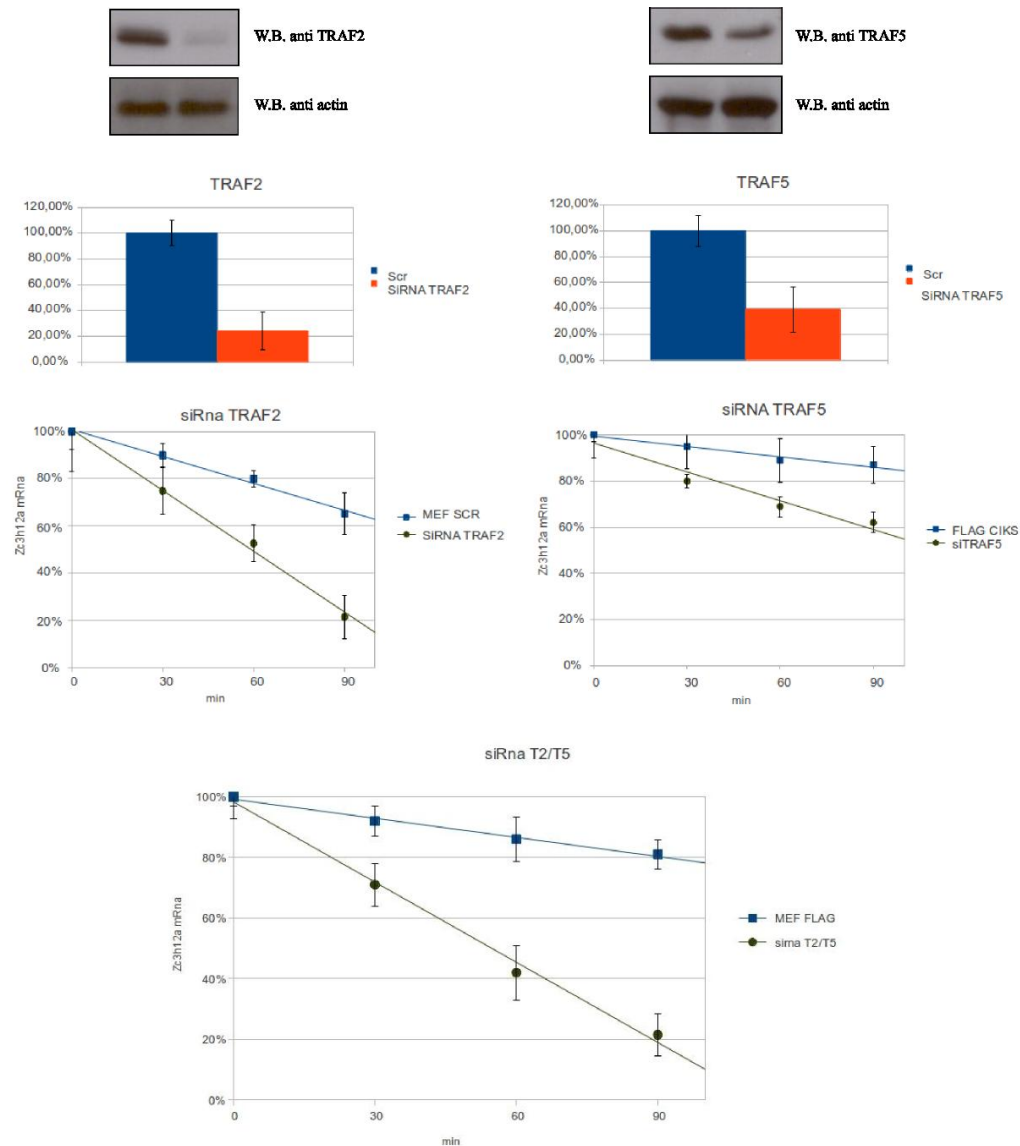 W.B. anti TRAF2
W.B. anti actin
W.B. anti TRAF5
W.B. anti actin
TRAF2
120,00%
100,00%
80,00%
60,00%
40,00%
20,00%
0,00%
Scr
SiRNA TRAF2
TRAF5
120,00%
100,00%
80,00%
60,00%
40,00%
20,00%
0,00%
Scr
SIRNA TRAF5
siRna TRAF2
100%
80%
60%
40%
20%
0%
Zc3h12a mRna
0
30
60
90
min
MEF SCR
SiRNA TRAF2
siRNA TRAF5
100%
80%
60%
40%
20%
0%
Zc3h12a mRna
0
30
60
90
min
FLAG CIKS
siTRAF5
siRna T2/T5
100%
80%
60%
40%
20%
0%
Zc3h12a mRna
0
30
60
90
min
MEF FLAG
sirna T2/T5